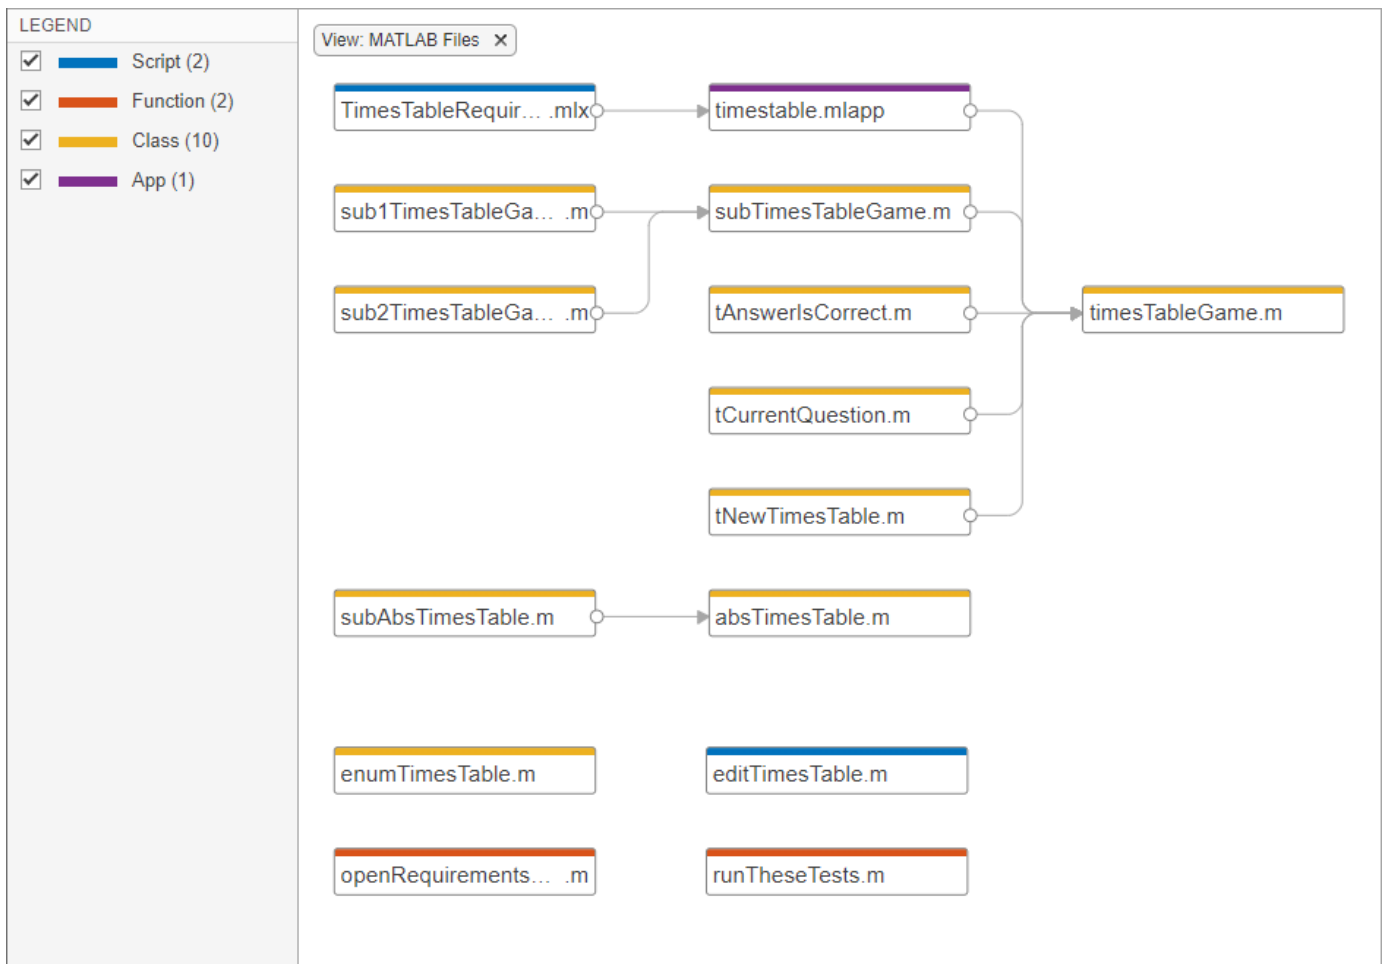 LEGEND
Script (2)
Function (2)
Class (10)
App (1)
View: MATLAB Files
TimesTableRequir... .mlx
timestable.mlapp
sub1TimesTableGa... .m
subTimesTableGame.m
sub2TimesTableGa... .m
tAnswerIsCorrect.m
timesTableGame.m
tCurrentQuestion.m
tNewTimesTable.m
subAbsTimesTable.m
absTimesTable.m
enumTimesTable.m
editTimesTable.m
openRequirements... .m
runTheseTests.m